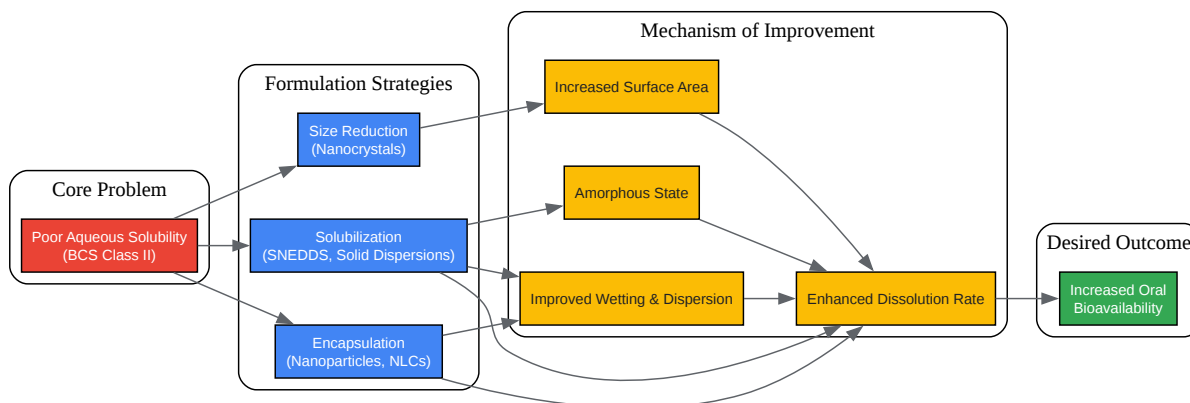 Core Problem
Poor Aqueous Solubility
(BCS Class II)
Formulation Strategies
Size Reduction
(Nanocrystals)
Solubilization
(SNEDDS, Solid Dispersions)
Encapsulation
(Nanoparticles, NLCs)
Mechanism of Improvement
Increased Surface Area
Amorphous State
Improved Wetting & Dispersion
Enhanced Dissolution Rate
Desired Outcome
Increased Oral
Bioavailability